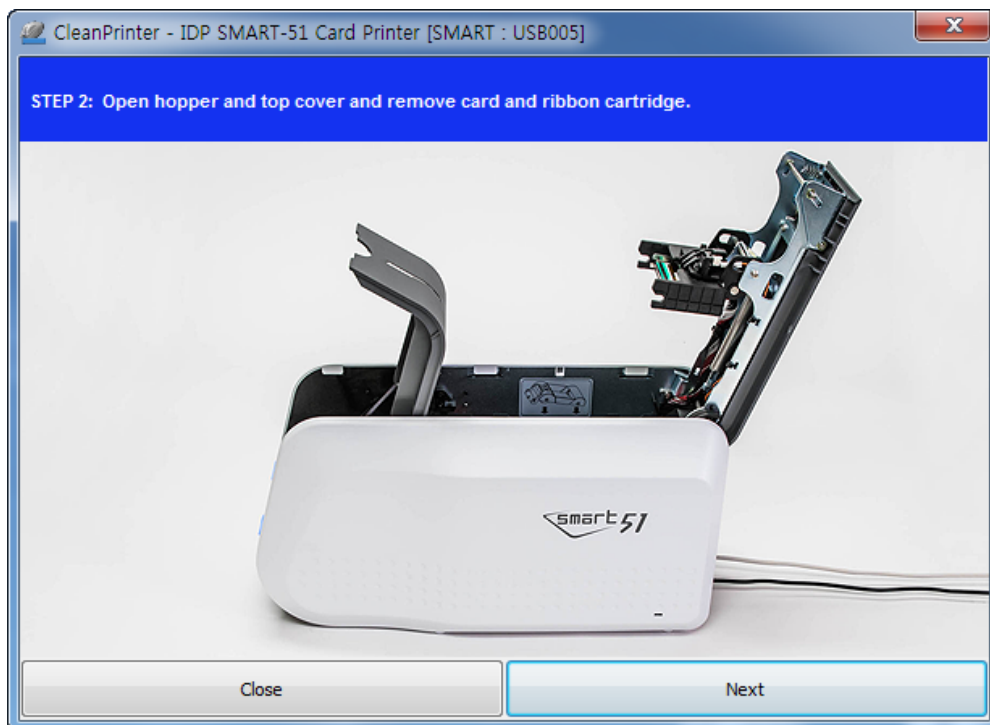 CleanPrinter - IDP SMART-51 Card Printer [SMART : USB005]
STEP 2: Open hopper and top cover and remove card and ribbon cartridge.
smart 51
Close
Next